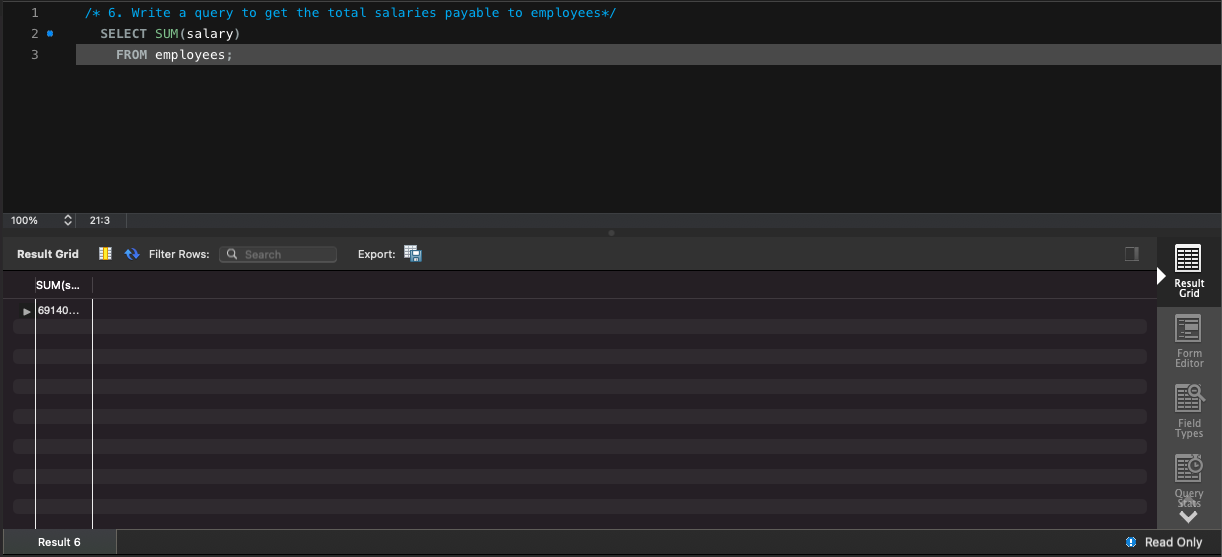 1 /* 6. Write a query to get the total salaries payable to employees*/
2 SELECT SUM(salary)
3 FROM employees;
100% 21:3
Result Grid Filter Rows: Search Export:
SUM(s...
69140...
Result
Grid
Form
Editor
Field
Types
Query
Stats
Result 6 Read Only